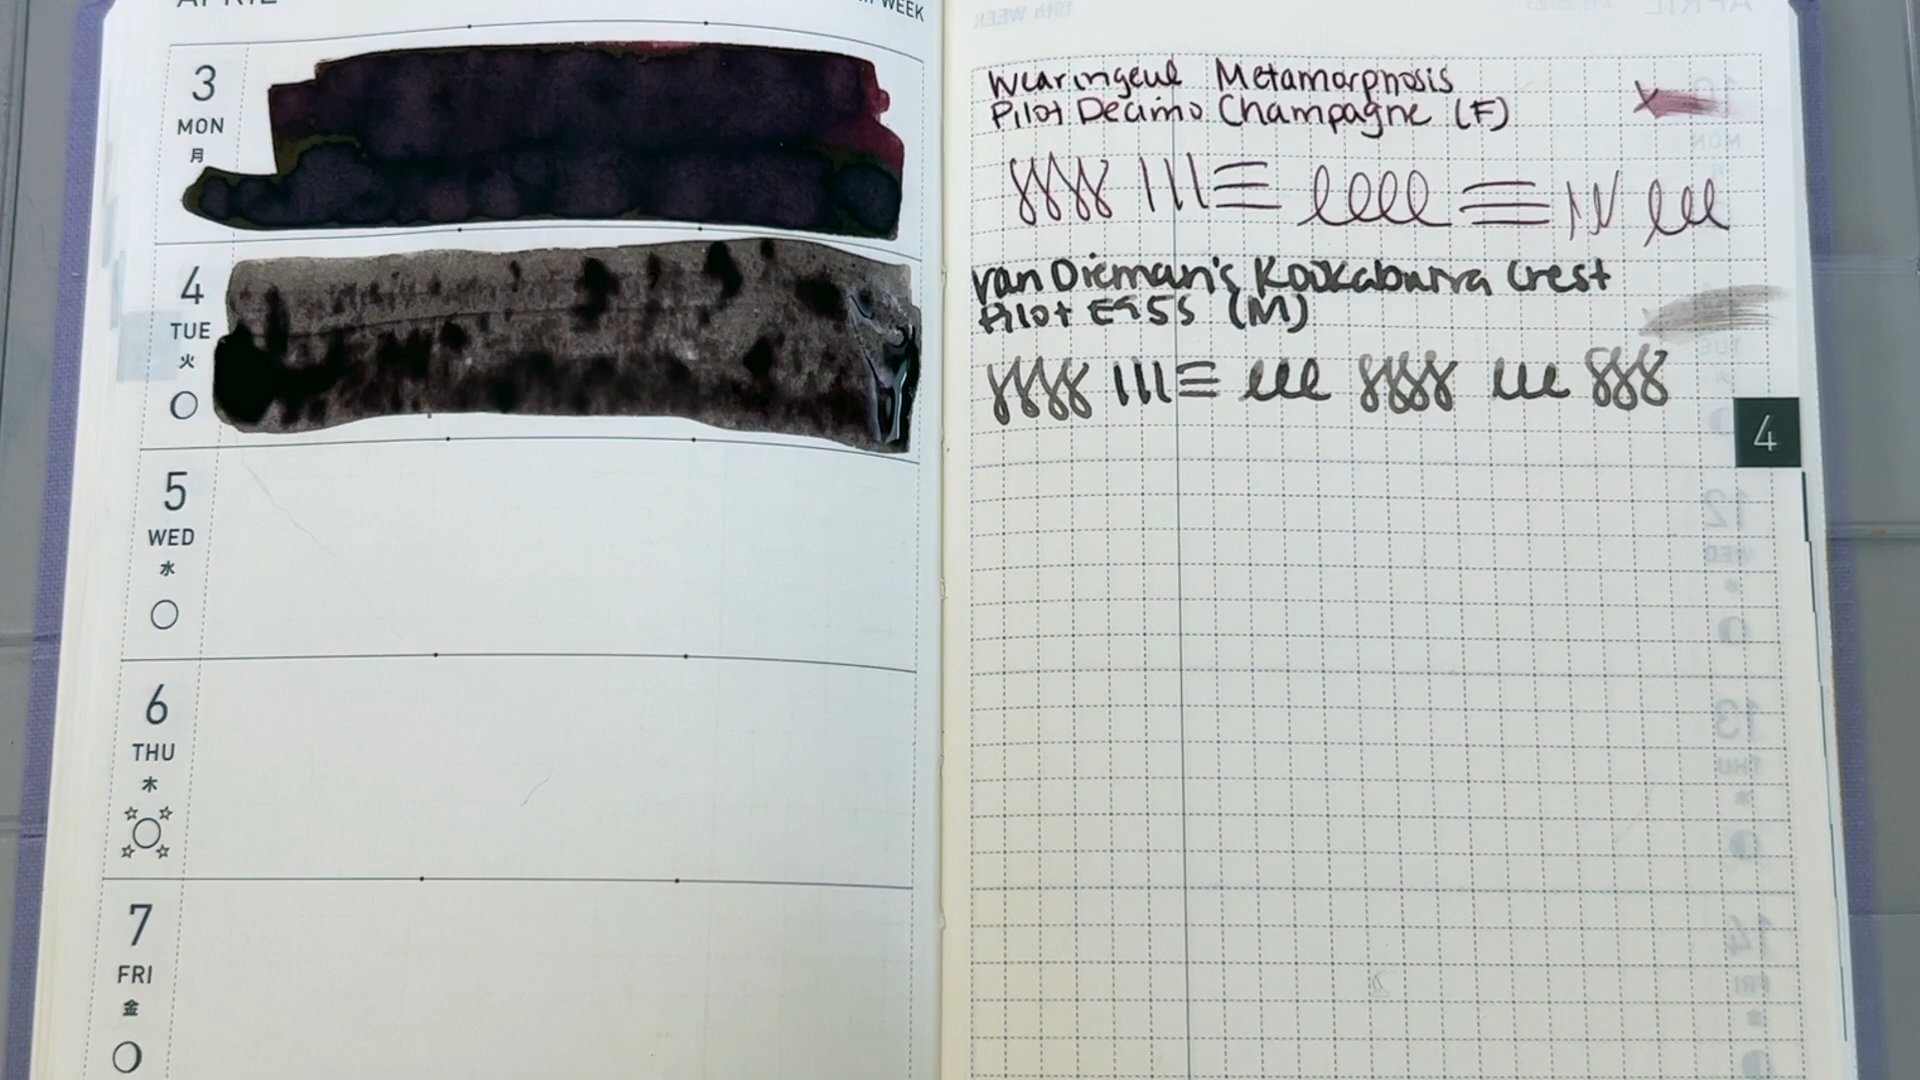 APRIL
WEEK
3
MON
月
4
TUE
火
5
WED
水
6
THU
木
7
FRI
金
Wearingeul Metamorphosis
Pilot Decimo Champagne (F)
Van Dieman's Kookaburra Crest
Pilot E95S (M)
4